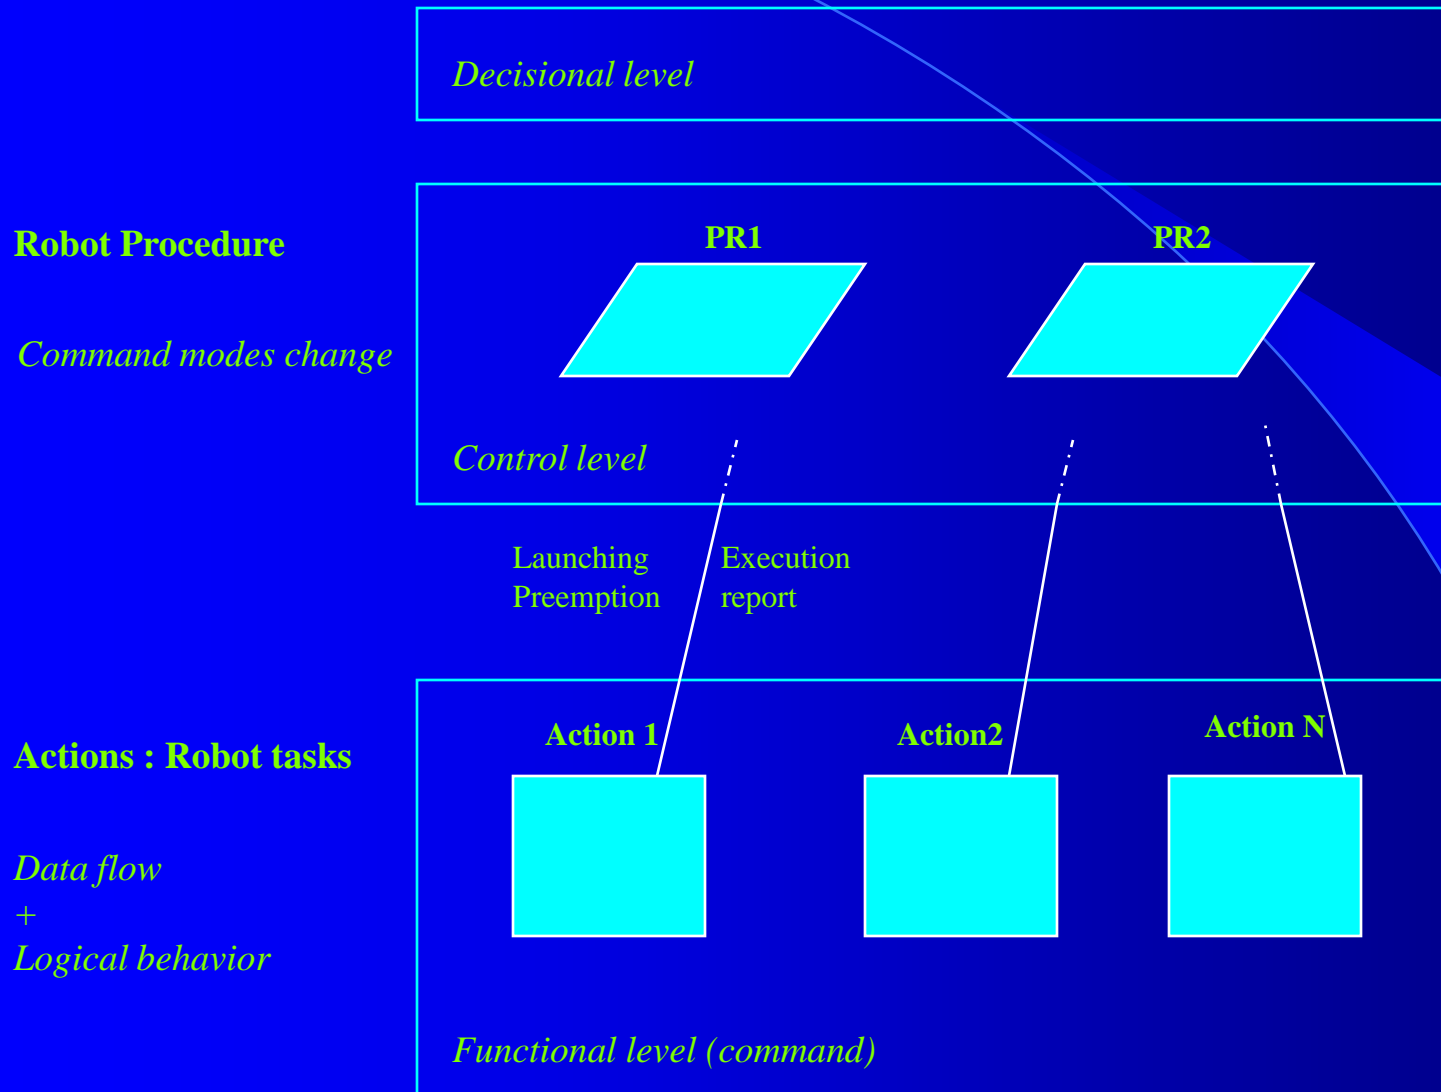 Decisional level
Robot Procedure
PR1
PR2
Command modes change
Control level
Launching
Preemption
Execution
report
Actions : Robot tasks
Action 1
Action2
Action N
Data flow
+
Logical behavior
Functional level (command)